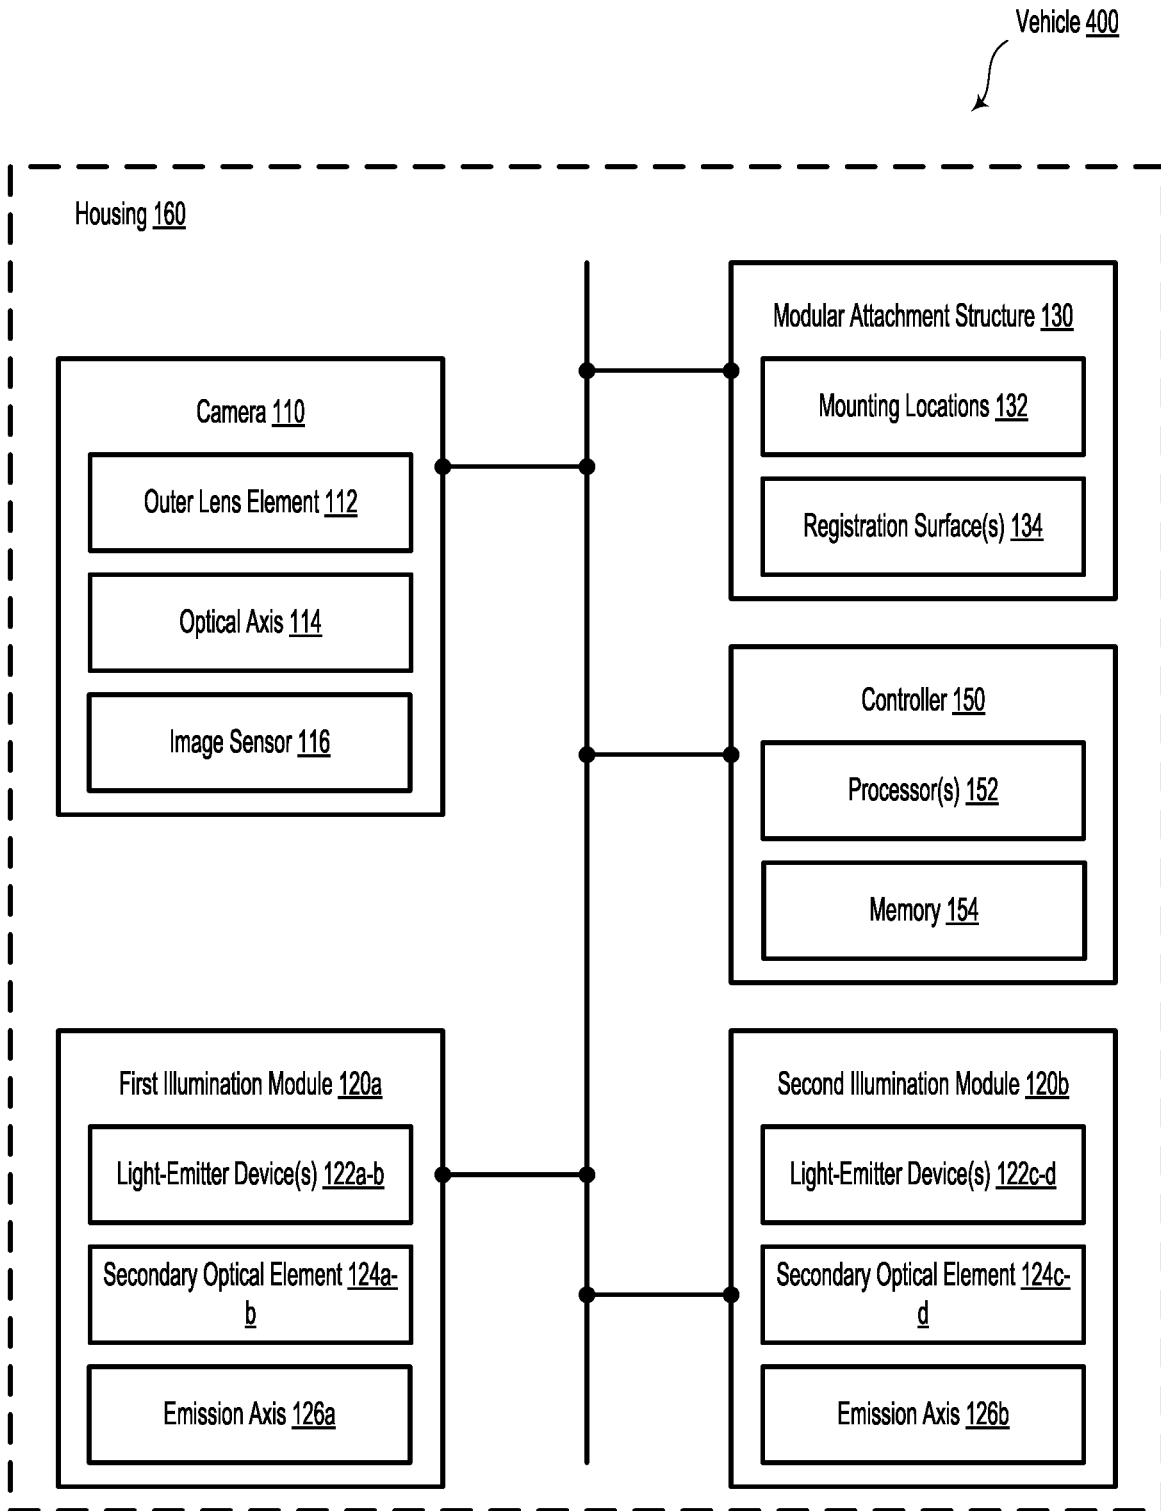 Vehicle 400
Housing 160
Camera 110
Outer Lens Element 112
Optical Axis 114
Image Sensor 116
Modular Attachment Structure 130
Mounting Locations 132
Registration Surface(s) 134
Controller 150
Processor(s) 152
Memory 154
First Illumination Module 120a
Light-Emitter Device(s) 122a-b
Secondary Optical Element 124a-
b
Emission Axis 126a
Second Illumination Module 120b
Light-Emitter Device(s) 122c-d
Secondary Optical Element 124c-
d
Emission Axis 126b